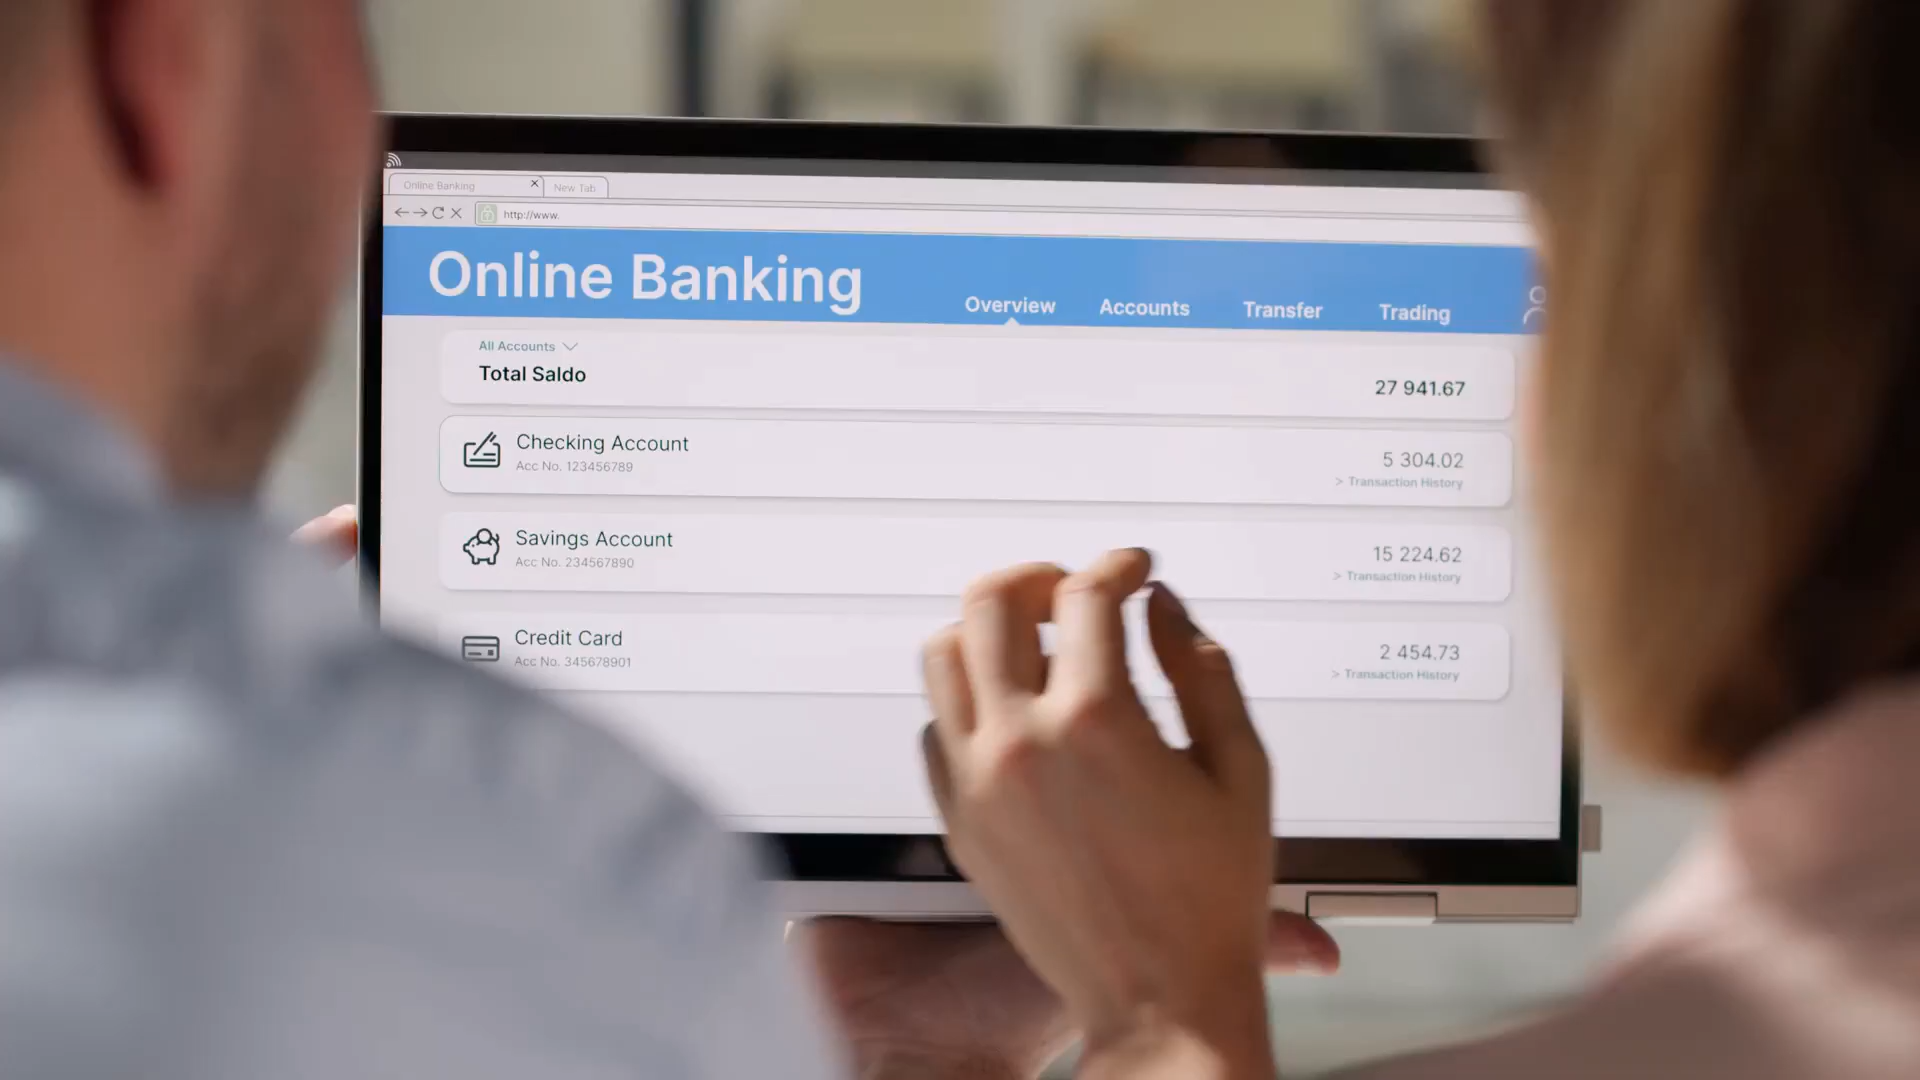 Online Banking
New Tab
http://www.
Online Banking
Overview Accounts Transfer Trading
All Accounts
Total Saldo
27 941.67
Checking Account
Acc No. 123456789
5 304.02
> Transaction History
Savings Account
Acc No. 234567890
15 224.62
> Transaction History
Credit Card
Acc No. 345678901
2 454.73
> Transaction History